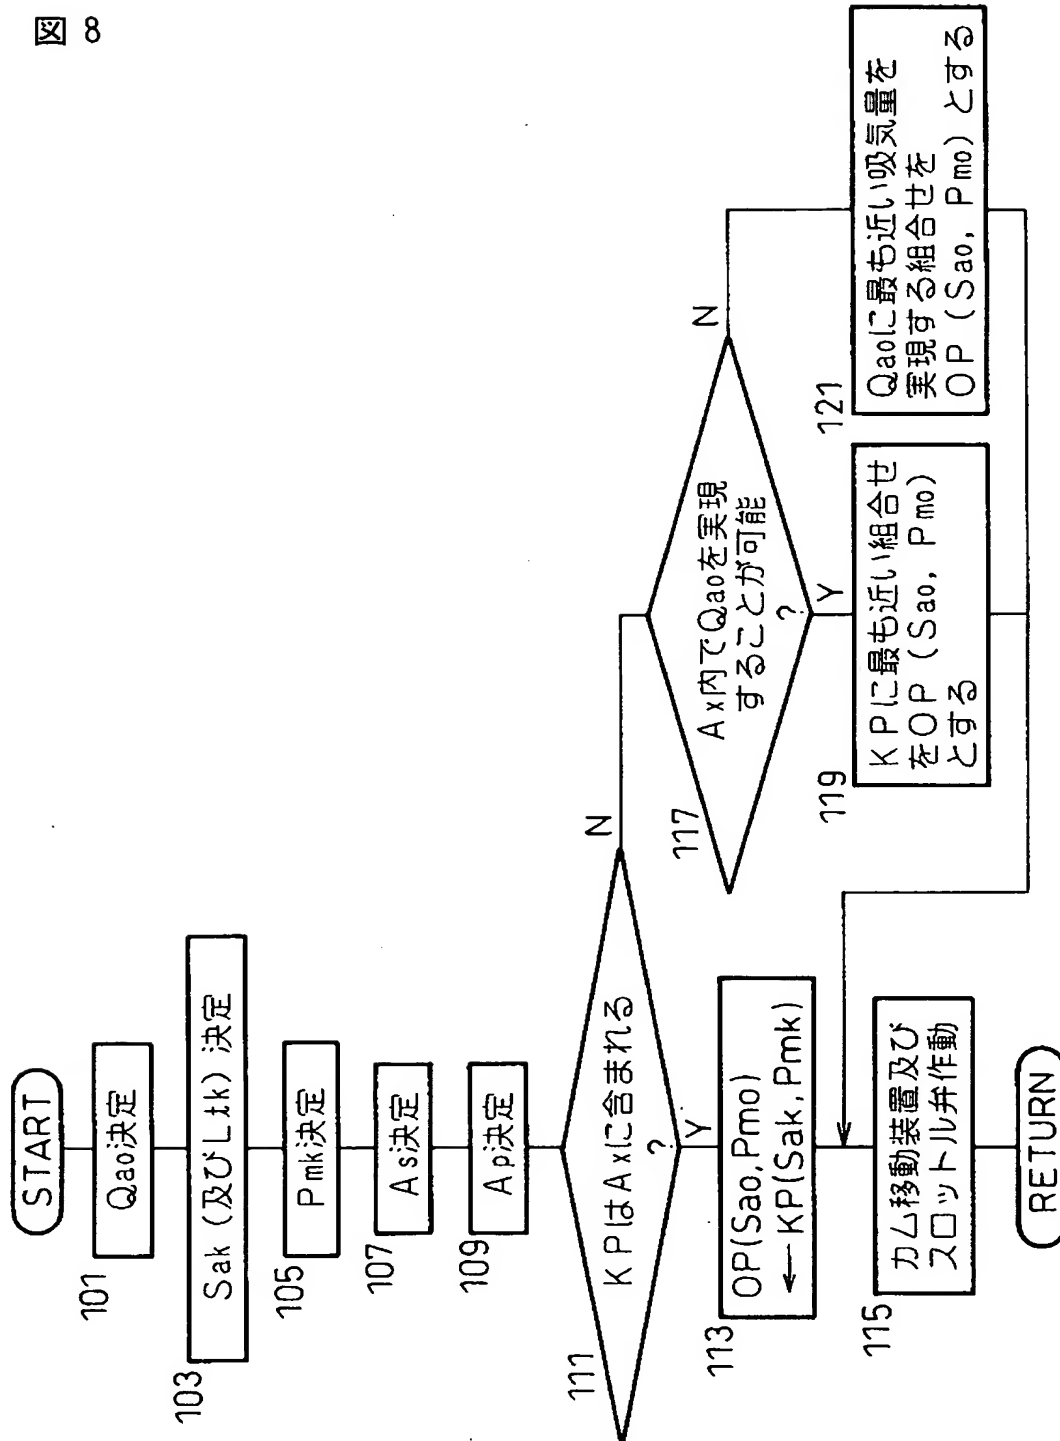 図 8
START
101
Qao決定
103
Sak (及びLtk) 決定
105
Pmk決定
107
As決定
109
Ap決定
111
KPはAxに含まれる
?
Y
N
113
OP(Sao, Pmo)
←KP(Sak, Pmk)
115
カム移動装置及び
スロットル弁作動
RETURN
117
Ax内でQaoを実現
することが可能
?
Y
N
119
KPに最も近い組合せ
をOP (Sao, Pmo)
とする
121
Qaoに最も近い吸気量を
実現する組合せを
OP (Sao, Pmo) とする